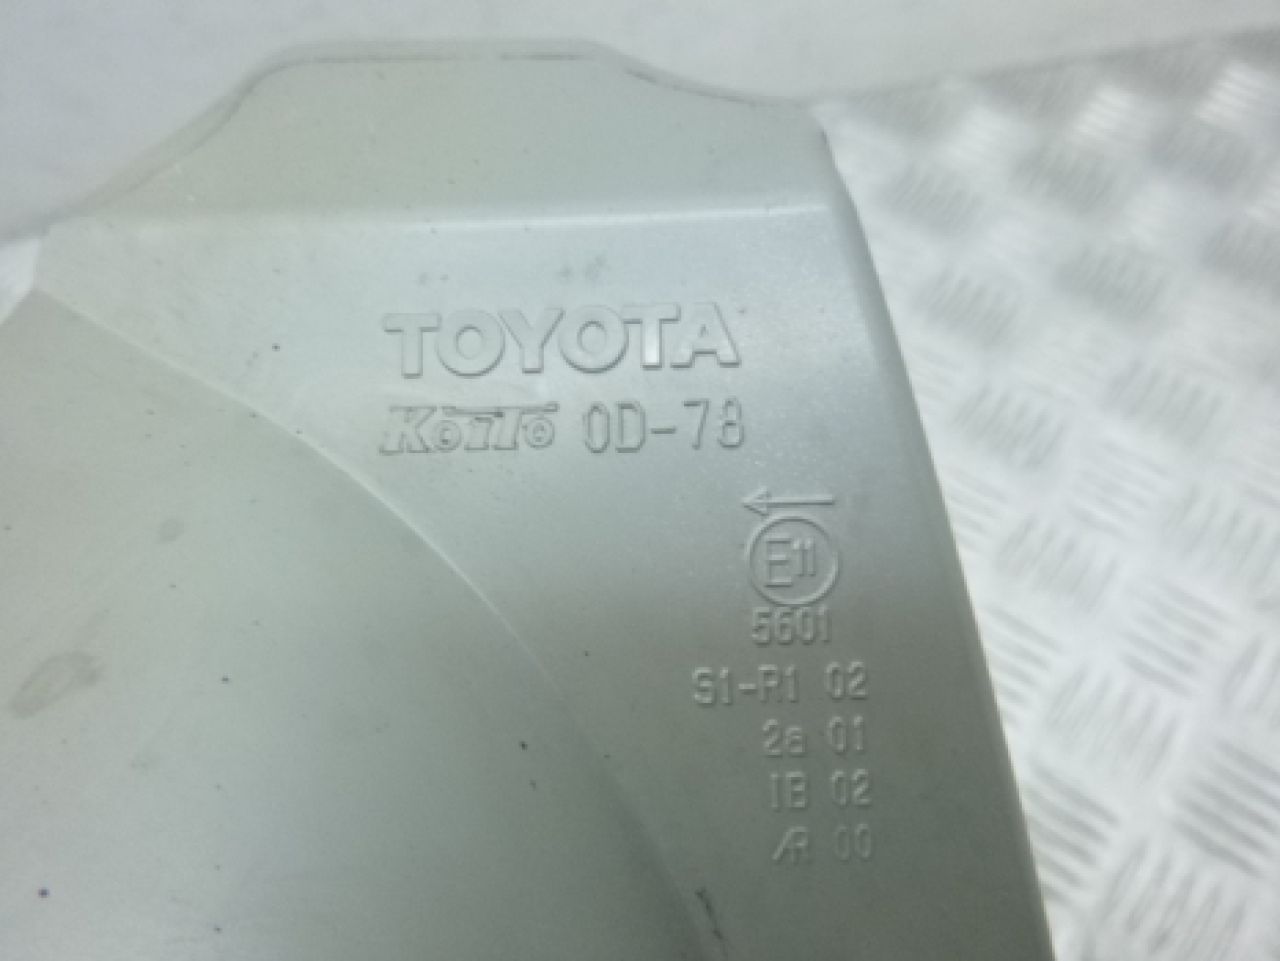 TOYOTA
Koito 0D-78
←
E11
5601
S1-R1 02
2a 01
IB 02
AR 00